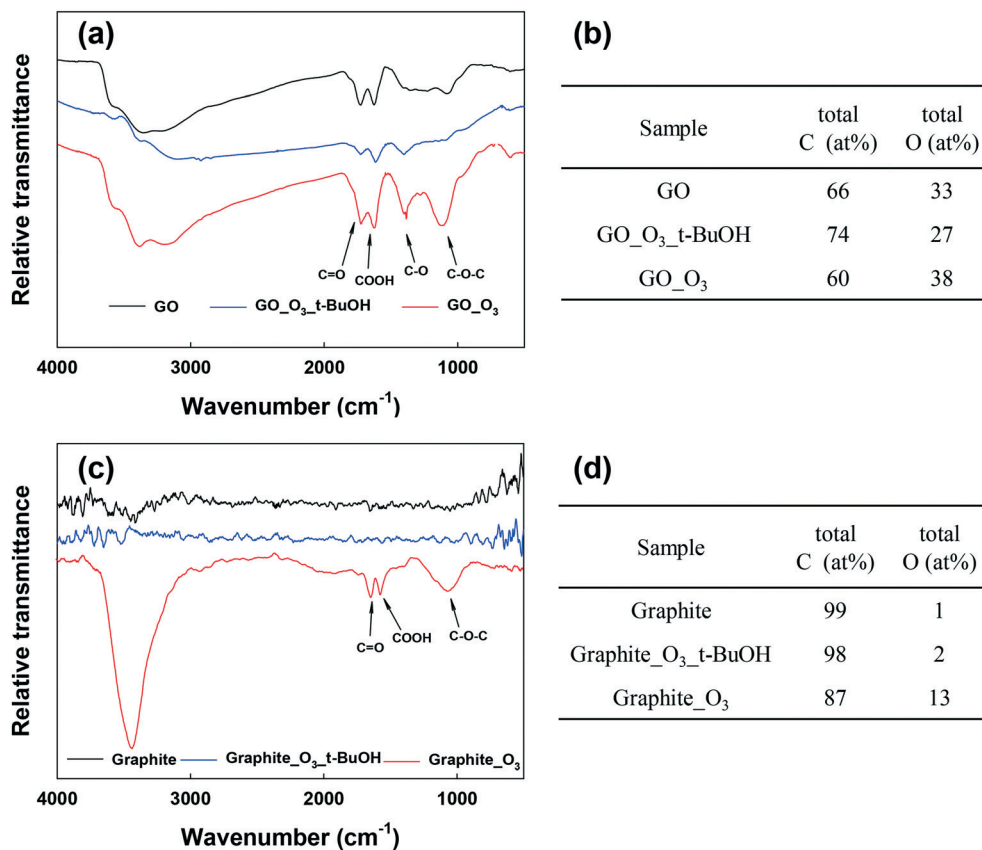 (a)
Relative transmittance
C=O
COOH
C-O
C-O-C
GO
GO_O₃_t-BuOH
GO_O₃
4000
3000
2000
1000
Wavenumber (cm⁻¹)
(b)
Sample total total
C (at%) O (at%)
GO 66 33
GO_O₃_t-BuOH 74 27
GO_O₃ 60 38
(c)
Relative transmittance
C=O
COOH
C-O-C
Graphite
Graphite_O₃_t-BuOH
Graphite_O₃
4000
3000
2000
1000
Wavenumber (cm⁻¹)
(d)
Sample total total
C (at%) O (at%)
Graphite 99 1
Graphite_O₃_t-BuOH 98 2
Graphite_O₃ 87 13